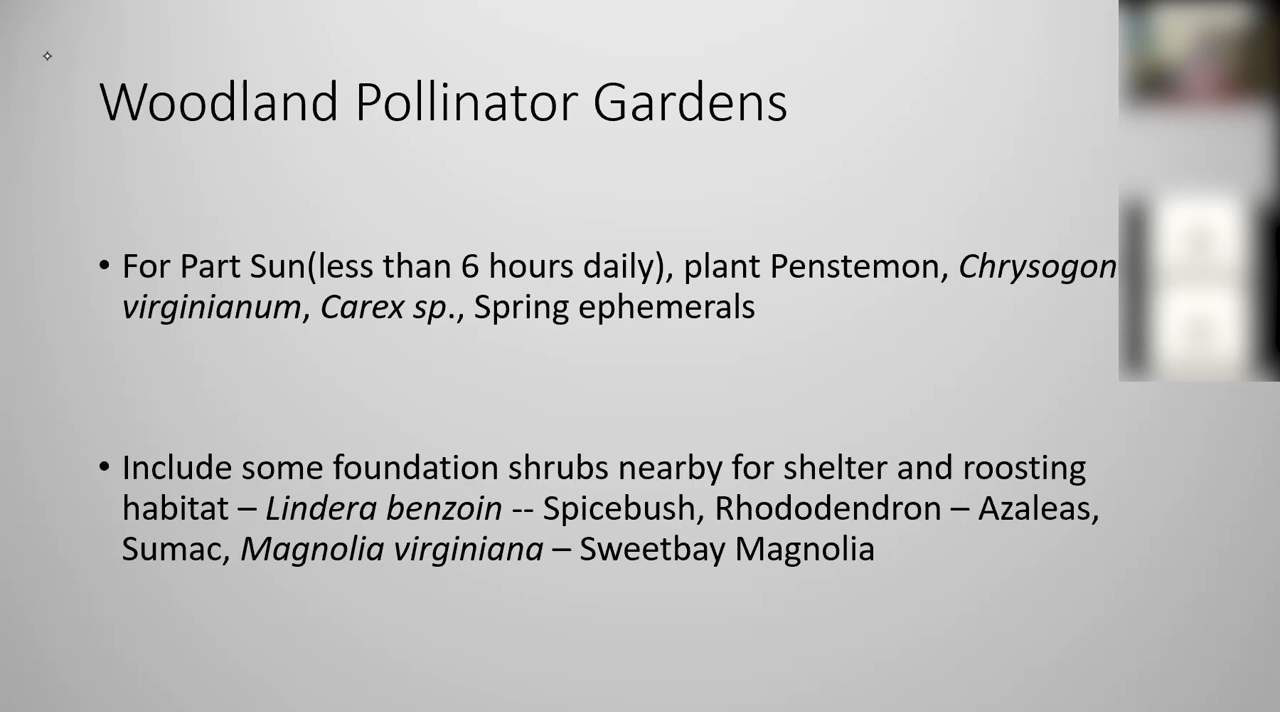 Woodland Pollinator Gardens
• For Part Sun(less than 6 hours daily), plant Penstemon, Chrysogon
virginianum, Carex sp., Spring ephemerals
• Include some foundation shrubs nearby for shelter and roosting
habitat – Lindera benzoin -- Spicebush, Rhododendron – Azaleas,
Sumac, Magnolia virginiana – Sweetbay Magnolia